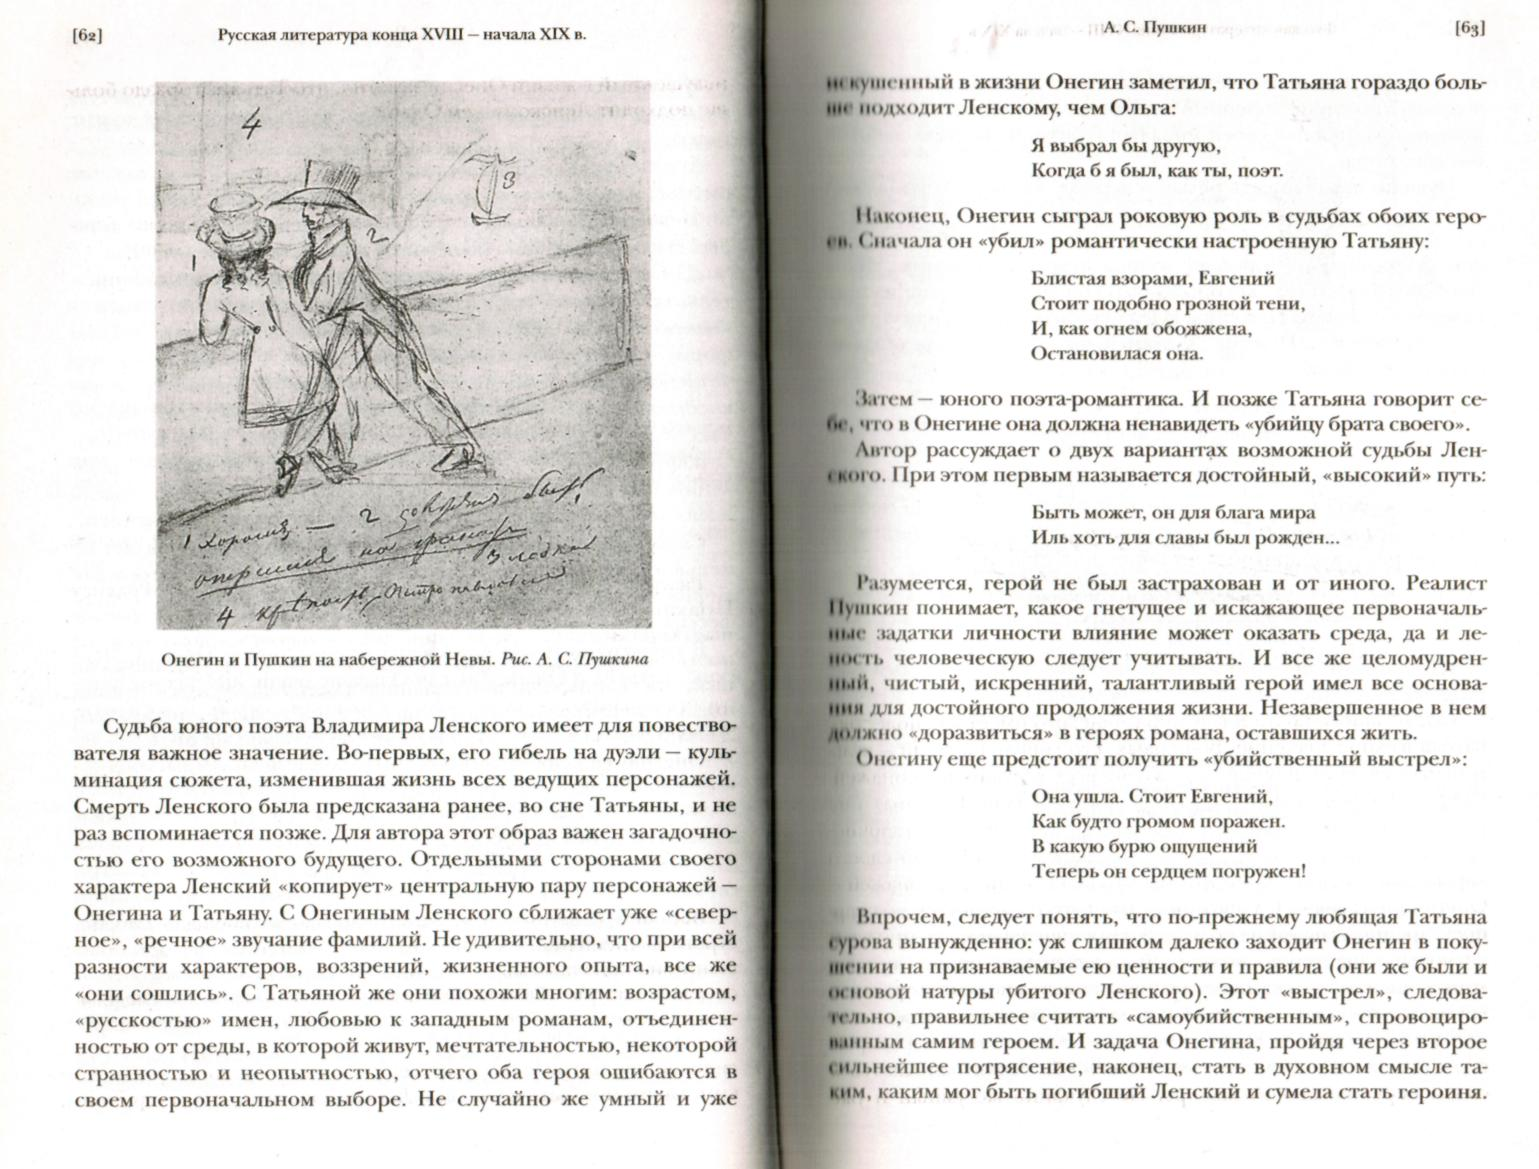 [62]
Русская литература конца XVIII – начала XIX в.
4
3
2
1
1 хорошъ – 2 долженъ быть
опершися на гранитъ
3 лодка
4 крѣпость Петропавловская
Онегин и Пушкин на набережной Невы. Рис. А. С. Пушкина
Судьба юного поэта Владимира Ленского имеет для повество-
вателя важное значение. Во-первых, его гибель на дуэли – куль-
минация сюжета, изменившая жизнь всех ведущих персонажей.
Смерть Ленского была предсказана ранее, во сне Татьяны, и не
раз вспоминается позже. Для автора этот образ важен загадочно-
стью его возможного будущего. Отдельными сторонами своего
характера Ленский «копирует» центральную пару персонажей –
Онегина и Татьяну. С Онегиным Ленского сближает уже «север-
ное», «речное» звучание фамилий. Не удивительно, что при всей
разности характеров, воззрений, жизненного опыта, все же
«они сошлись». С Татьяной же они похожи многим: возрастом,
«русскостью» имен, любовью к западным романам, отъединен-
ностью от среды, в которой живут, мечтательностью, некоторой
странностью и неопытностью, отчего оба героя ошибаются в
своем первоначальном выборе. Не случайно же умный и уже
А. С. Пушкин
[63]
искушенный в жизни Онегин заметил, что Татьяна гораздо боль-
ше подходит Ленскому, чем Ольга:
Я выбрал бы другую,
Когда б я был, как ты, поэт.
Наконец, Онегин сыграл роковую роль в судьбах обоих геро-
ев. Сначала он «убил» романтически настроенную Татьяну:
Блистая взорами, Евгений
Стоит подобно грозной тени,
И, как огнем обожжена,
Остановилася она.
Затем – юного поэта-романтика. И позже Татьяна говорит се-
бе, что в Онегине она должна ненавидеть «убийцу брата своего».
Автор рассуждает о двух вариантах возможной судьбы Лен-
ского. При этом первым называется достойный, «высокий» путь:
Быть может, он для блага мира
Иль хоть для славы был рожден...
Разумеется, герой не был застрахован и от иного. Реалист
Пушкин понимает, какое гнетущее и искажающее первоначаль-
ные задатки личности влияние может оказать среда, да и ле-
ность человеческую следует учитывать. И все же целомудрен-
ный, чистый, искренний, талантливый герой имел все основа-
ния для достойного продолжения жизни. Незавершенное в нем
должно «доразвиться» в героях романа, оставшихся жить.
Онегину еще предстоит получить «убийственный выстрел»:
Она ушла. Стоит Евгений,
Как будто громом поражен.
В какую бурю ощущений
Теперь он сердцем погружен!
Впрочем, следует понять, что по-прежнему любящая Татьяна
сурова вынужденно: уж слишком далеко заходит Онегин в поку-
шении на признаваемые ею ценности и правила (они же были и
основой натуры убитого Ленского). Этот «выстрел», следова-
тельно, правильнее считать «самоубийственным», спровоциро-
ванным самим героем. И задача Онегина, пройдя через второе
сильнейшее потрясение, наконец, стать в духовном смысле та-
ким, каким мог быть погибший Ленский и сумела стать героиня.